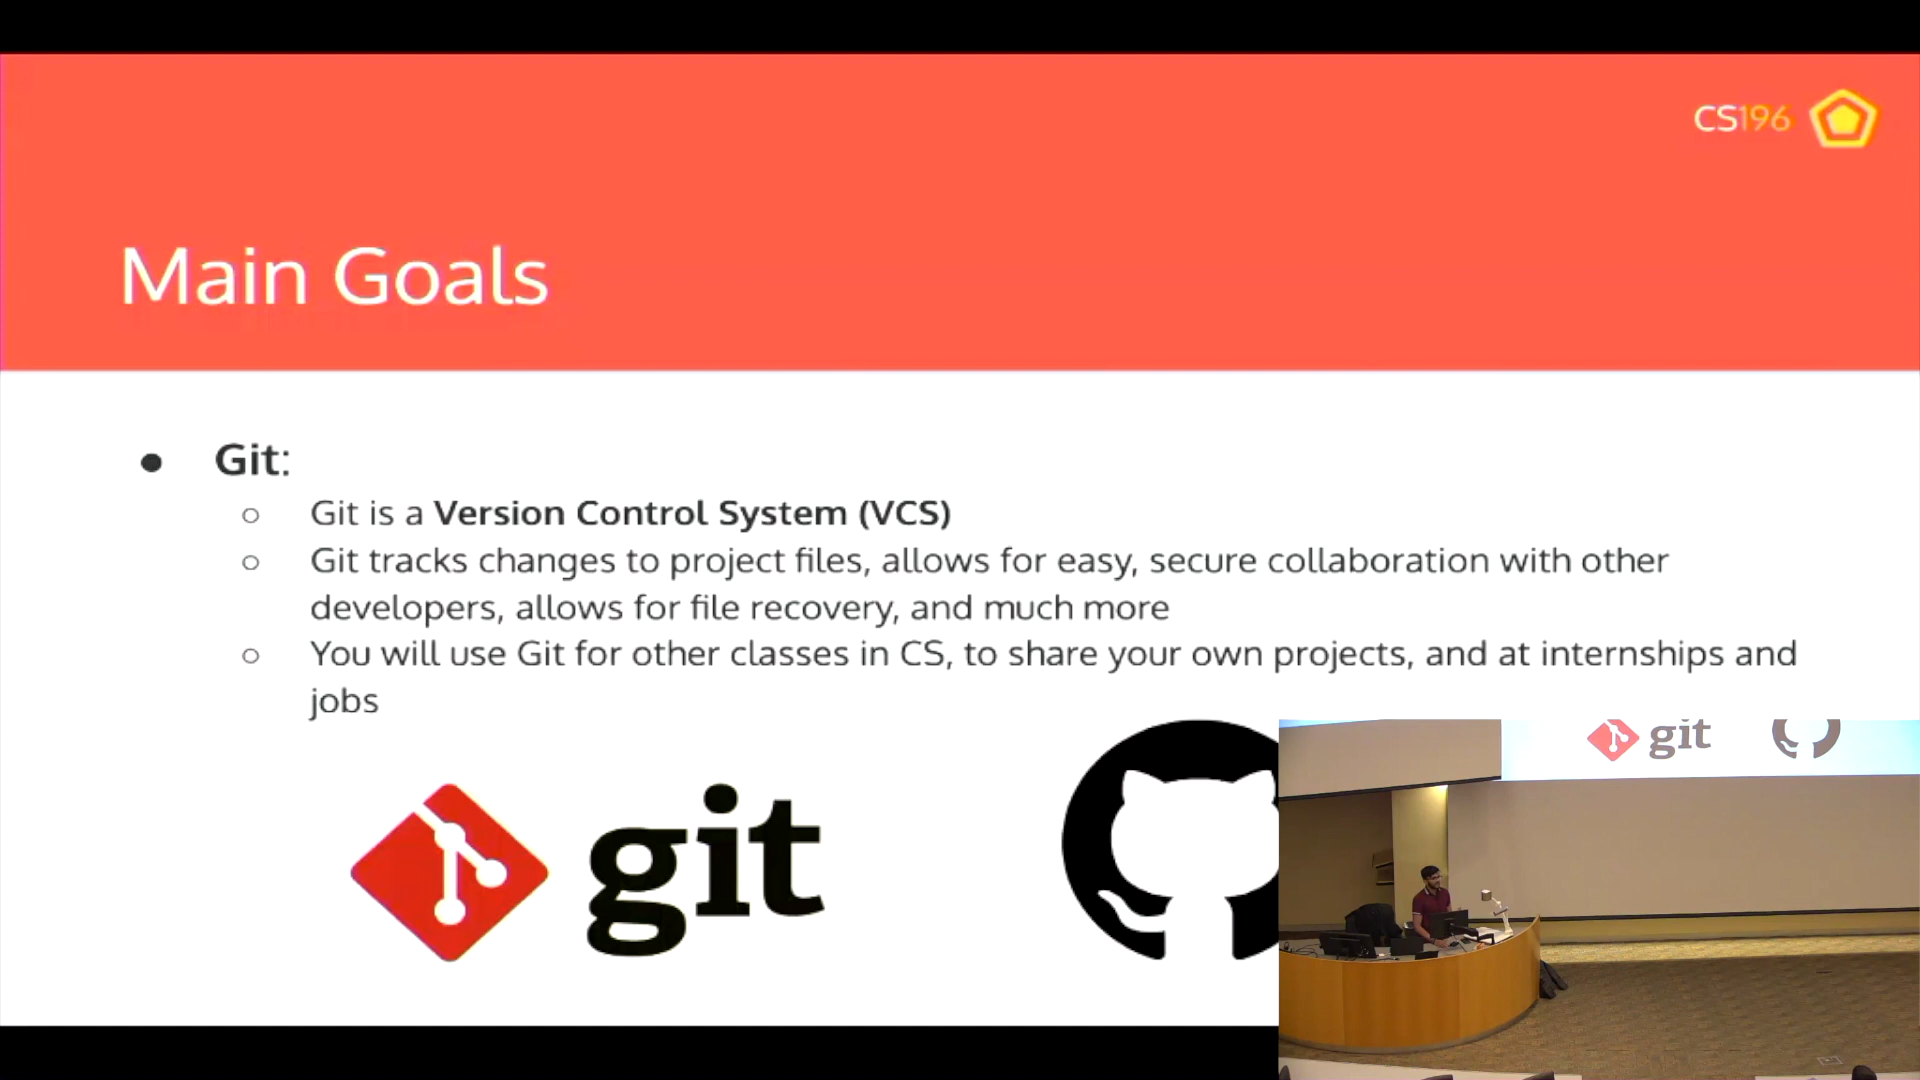 CS196
Main Goals
● Git:
○ Git is a Version Control System (VCS)
○ Git tracks changes to project files, allows for easy, secure collaboration with other
developers, allows for file recovery, and much more
○ You will use Git for other classes in CS, to share your own projects, and at internships and
jobs
git
git